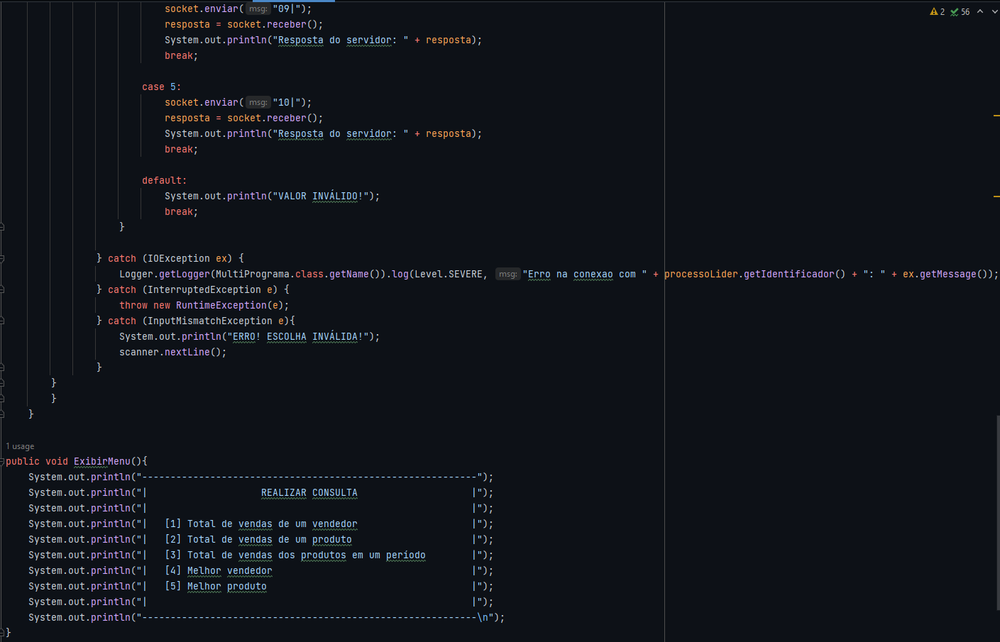 socket.enviar( msg: "09|");
resposta = socket.receber();
System.out.println("Resposta do servidor: " + resposta);
break;
case 5:
socket.enviar( msg: "10|");
resposta = socket.receber();
System.out.println("Resposta do servidor: " + resposta);
break;
default:
System.out.println("VALOR INVÁLIDO!");
break;
}
} catch (IOException ex) {
Logger.getLogger(MultiPrograma.class.getName()).log(Level.SEVERE, msg: "Erro na conexao com " + processoLider.getIdentificador() + ": " + ex.getMessage());
} catch (InterruptedException e) {
throw new RuntimeException(e);
} catch (InputMismatchException e){
System.out.println("ERRO! ESCOLHA INVÁLIDA!");
scanner.nextLine();
}
}
}
}
1 usage
public void ExibirMenu(){
System.out.println("-----------------------------------------------------------");
System.out.println("|                    REALIZAR CONSULTA                    |");
System.out.println("|                                                         |");
System.out.println("|   [1] Total de vendas de um vendedor                    |");
System.out.println("|   [2] Total de vendas de um produto                     |");
System.out.println("|   [3] Total de vendas dos produtos em um período        |");
System.out.println("|   [4] Melhor vendedor                                   |");
System.out.println("|   [5] Melhor produto                                    |");
System.out.println("|                                                         |");
System.out.println("-----------------------------------------------------------\n");
}
2 56